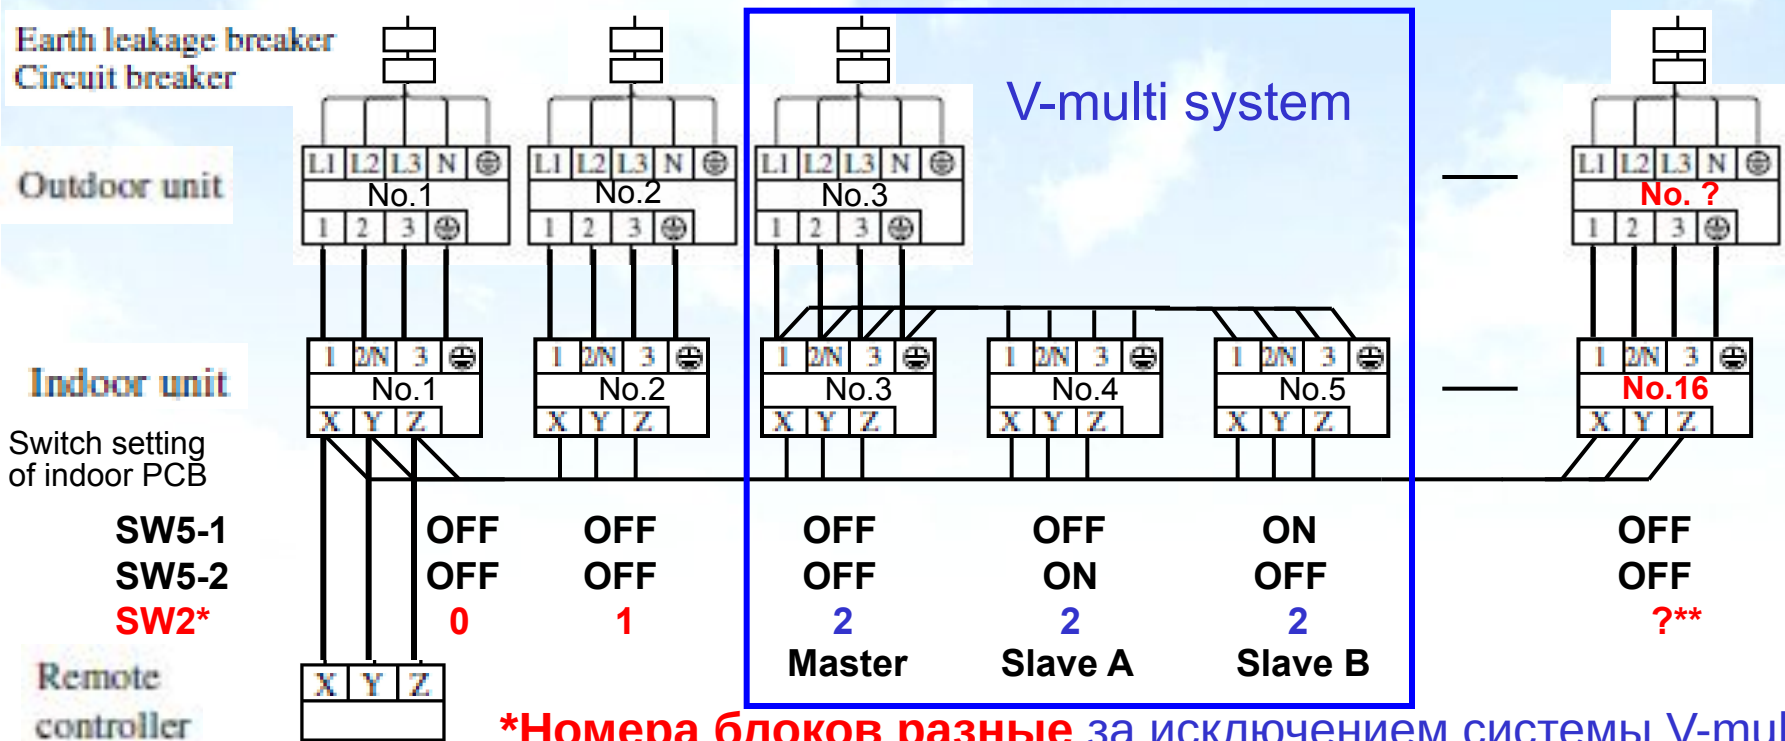 Earth leakage breaker
Circuit breaker
V-multi system
Outdoor unit
L1 L2 L3 N L1 L2 L3 N L1 L2 L3 N L1 L2 L3 N
No.1 No.2 No.3 No. ?
1 2 3 1 2 3 1 2 3 1 2 3
Indoor unit
1 2/N 3 1 2/N 3 1 2/N 3 1 2/N 3 1 2/N 3 1 2/N 3
No.1 No.2 No.3 No.4 No.5 No.16
X Y Z X Y Z X Y Z X Y Z X Y Z X Y Z
Switch setting
of indoor PCB
SW5-1 OFF OFF OFF OFF ON OFF
SW5-2 OFF OFF OFF ON OFF OFF
SW2* 0 1 2 2 2 ?**
Master Slave A Slave B
Remote
controller
X Y Z
*Номера блоков разные за исключением системы V-mul